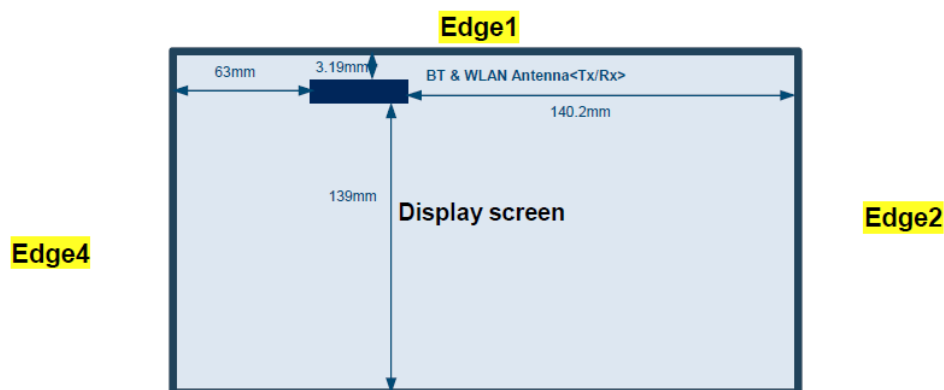 Edge1
3.19mm
63mm
BT & WLAN Antenna<Tx/Rx>
140.2mm
139mm
Display screen
Edge2
Edge4